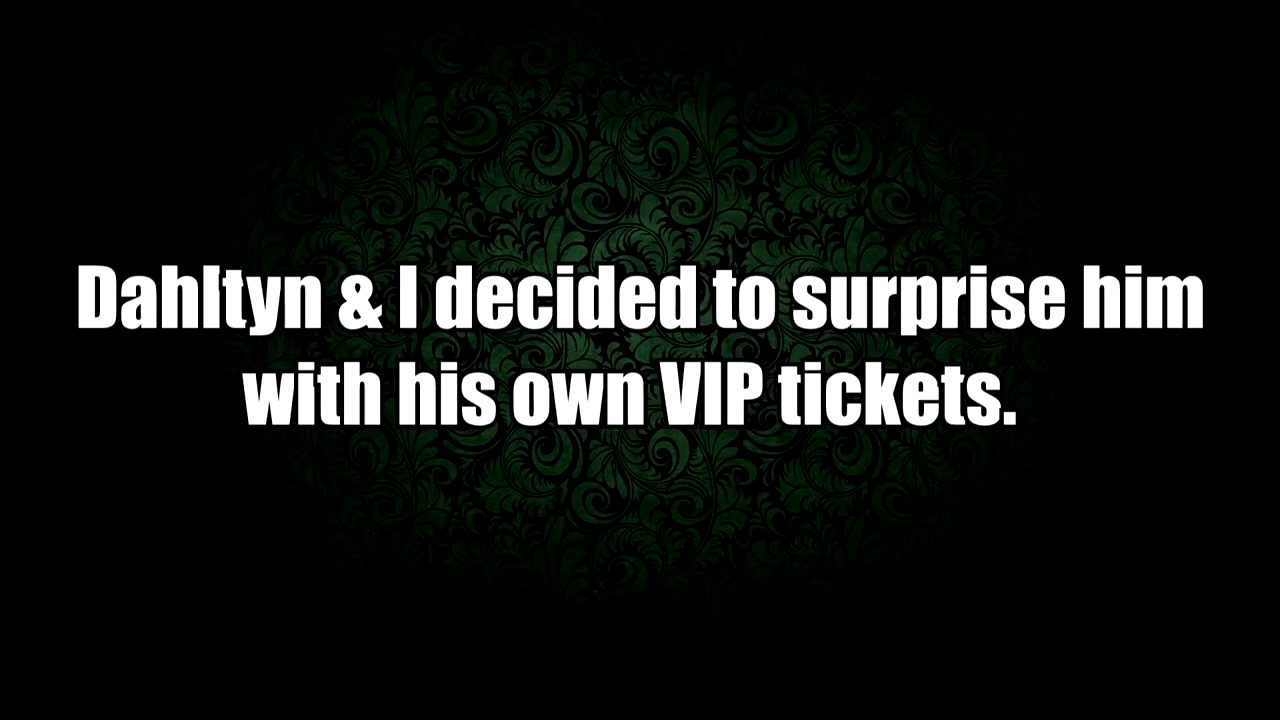 Dahltyn & I decided to surprise him
with his own VIP tickets.